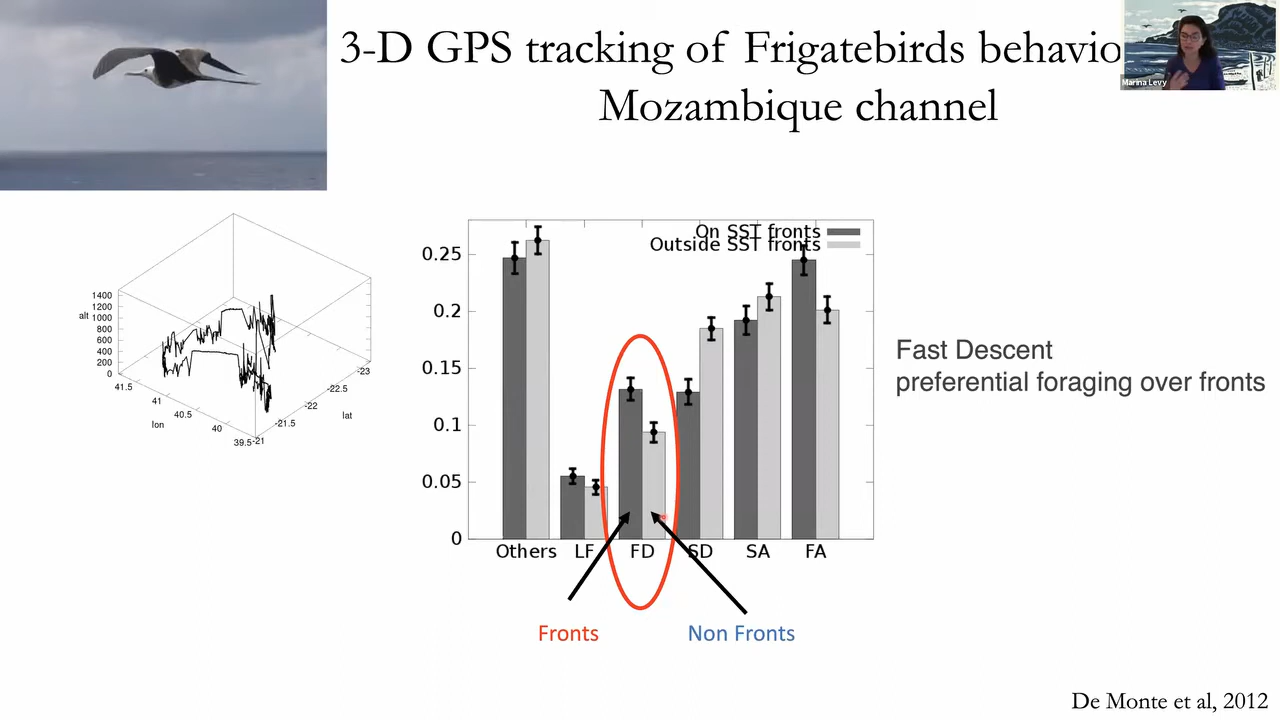 3-D GPS tracking of Frigatebirds behavio
Mozambique channel
Marina Levy
On SST fronts
Outside SST fronts
0.25
0.2
0.15
0.1
0.05
0
Others LF FD SD SA FA
1400
1200
1000
800
600
400
200
0
alt
41.5
41
40.5
40
39.5
lon
-21
-21.5
-22
-22.5
-23
lat
Fast Descent
preferential foraging over fronts
Fronts
Non Fronts
De Monte et al, 2012